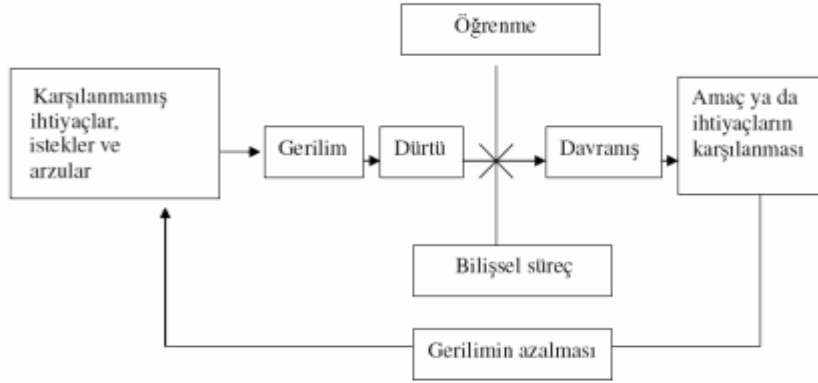 Öğrenme
Karşılanmamış
ihtiyaçlar,
istekler ve
arzular
Gerilim
Dürtü
Davranış
Amaç ya da
ihtiyaçların
karşılanması
Bilişsel süreç
Gerilimin azalması